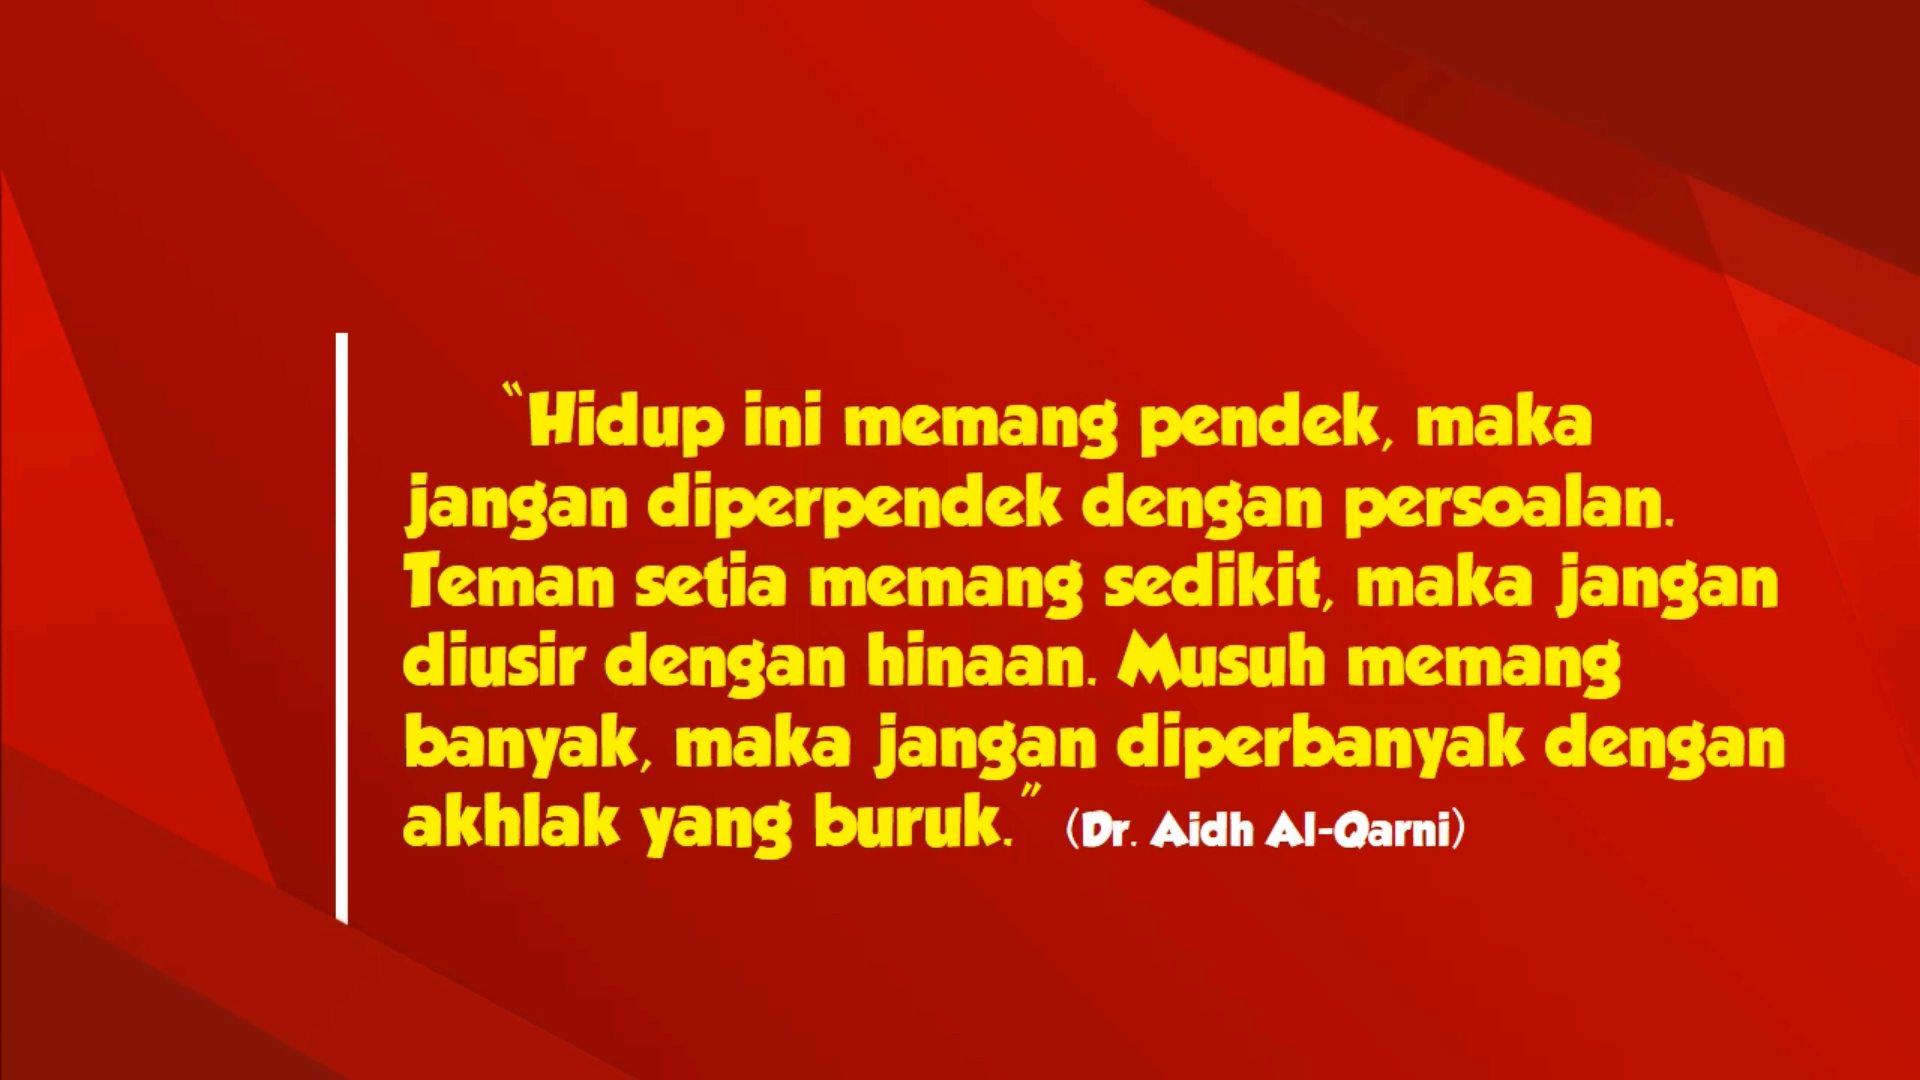 “Hidup ini memang pendek, maka
jangan diperpendek dengan persoalan.
Teman setia memang sedikit, maka jangan
diusir dengan hinaan. Musuh memang
banyak, maka jangan diperbanyak dengan
akhlak yang buruk.” (Dr. Aidh Al-Qarni)